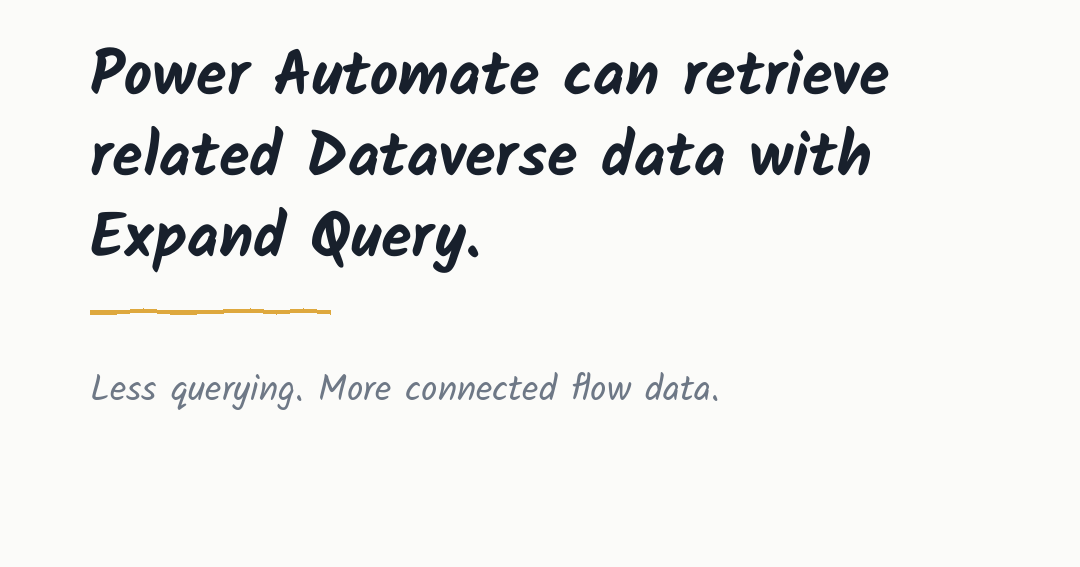 Power Automate can retrieve
related Dataverse data with
Expand Query.
Less querying. More connected flow data.